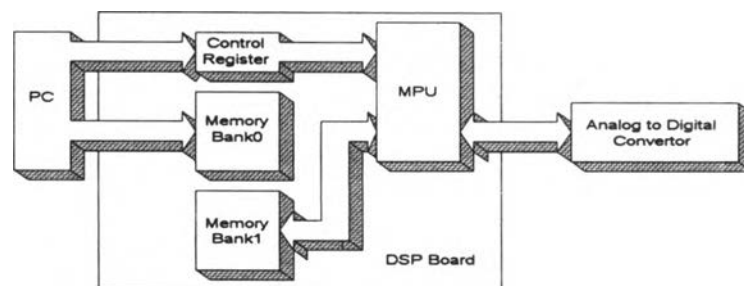 PC
Control
Register
MPU
Memory
Bank0
Analog to Digital
Convertor
Memory
Bank1
DSP Board